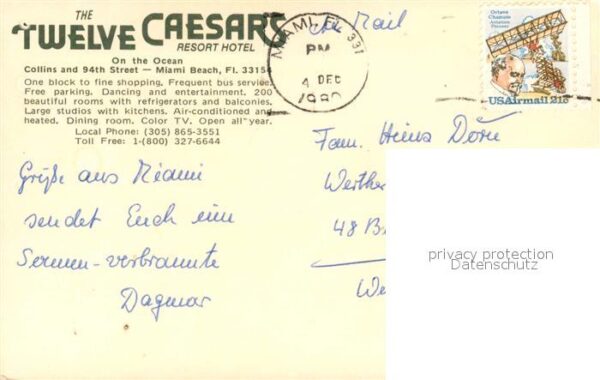 THE
TWELVE CAESARS
RESORT HOTEL
On the Ocean
Collins and 94th Street — Miami Beach, Fl. 33154
One block to fine shopping. Frequent bus service.
Free parking. Dancing and entertainment. 200
beautiful rooms with refrigerators and balconies.
Large studios with kitchens. Air-conditioned and
heated. Dining room. Color TV. Open all year.
Local Phone: (305) 865-3551
Toll Free: 1-(800) 327-6644
MIAMI, FL 331
PM
4 DEC
1980
Mail
Octave
Chanute
Aviation
Pioneer
USAirmail 21c
Fam. Heinz Dörr
Werther
48 B
We
Grüße aus Miami
sendet Euch eine
Sonnen-verbrannte
Dagmar
privacy protection
Datenschutz